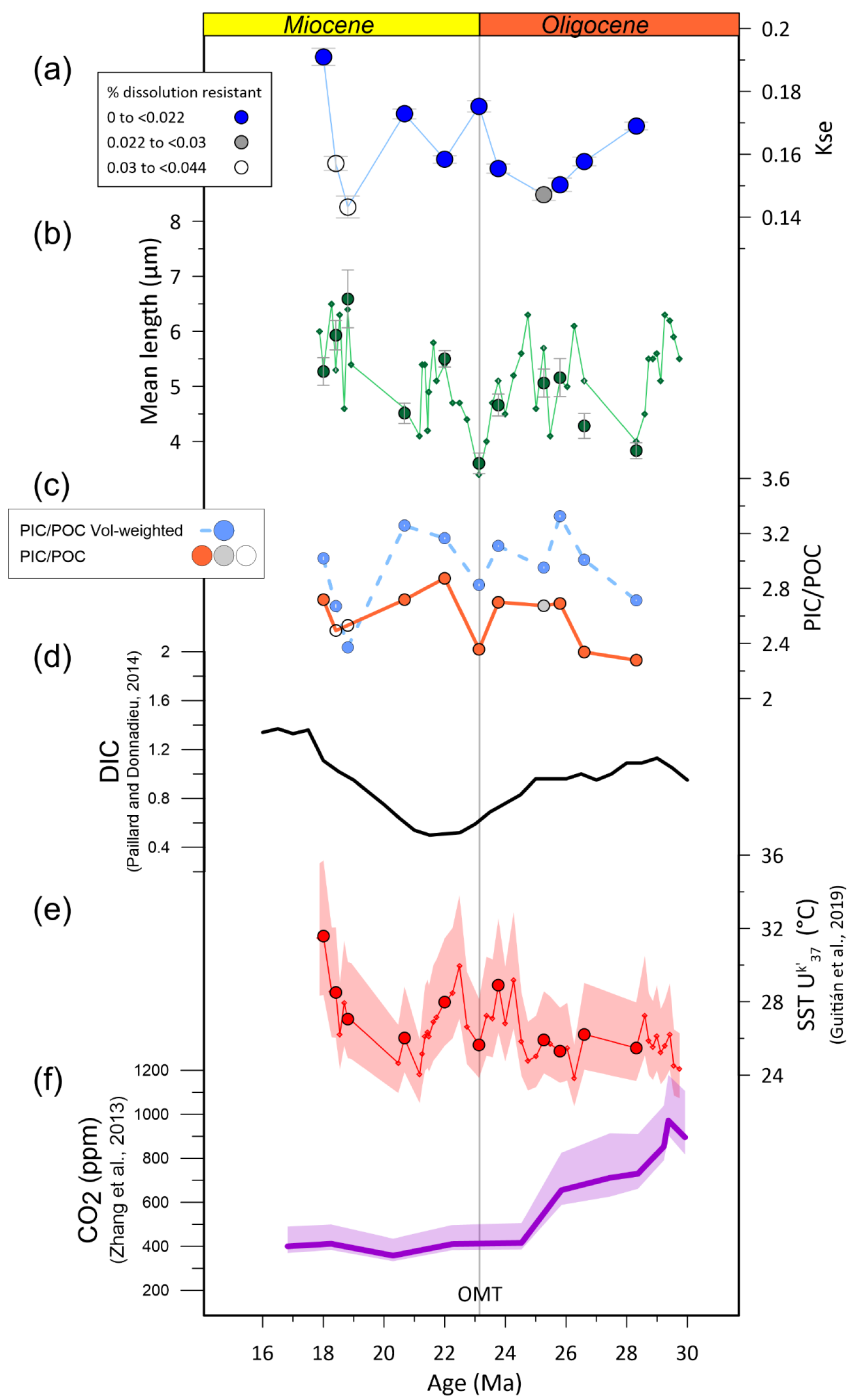 Miocene
Oligocene
(a)
% dissolution resistant
0 to <0.022
0.022 to <0.03
0.03 to <0.044
0.2
0.18
0.16
0.14
Kse
(b)
8
7
6
5
4
Mean length (µm)
(c)
PIC/POC Vol-weighted
PIC/POC
3.6
3.2
2.8
2.4
2
PIC/POC
(d)
2
1.6
1.2
0.8
0.4
DIC
(Paillard and Donnadieu, 2014)
(e)
36
32
28
24
SST Uk'37 (°C)
(Guitián et al., 2019)
(f)
1200
1000
800
600
400
200
CO2 (ppm)
(Zhang et al., 2013)
OMT
16 18 20 22 24 26 28 30
Age (Ma)